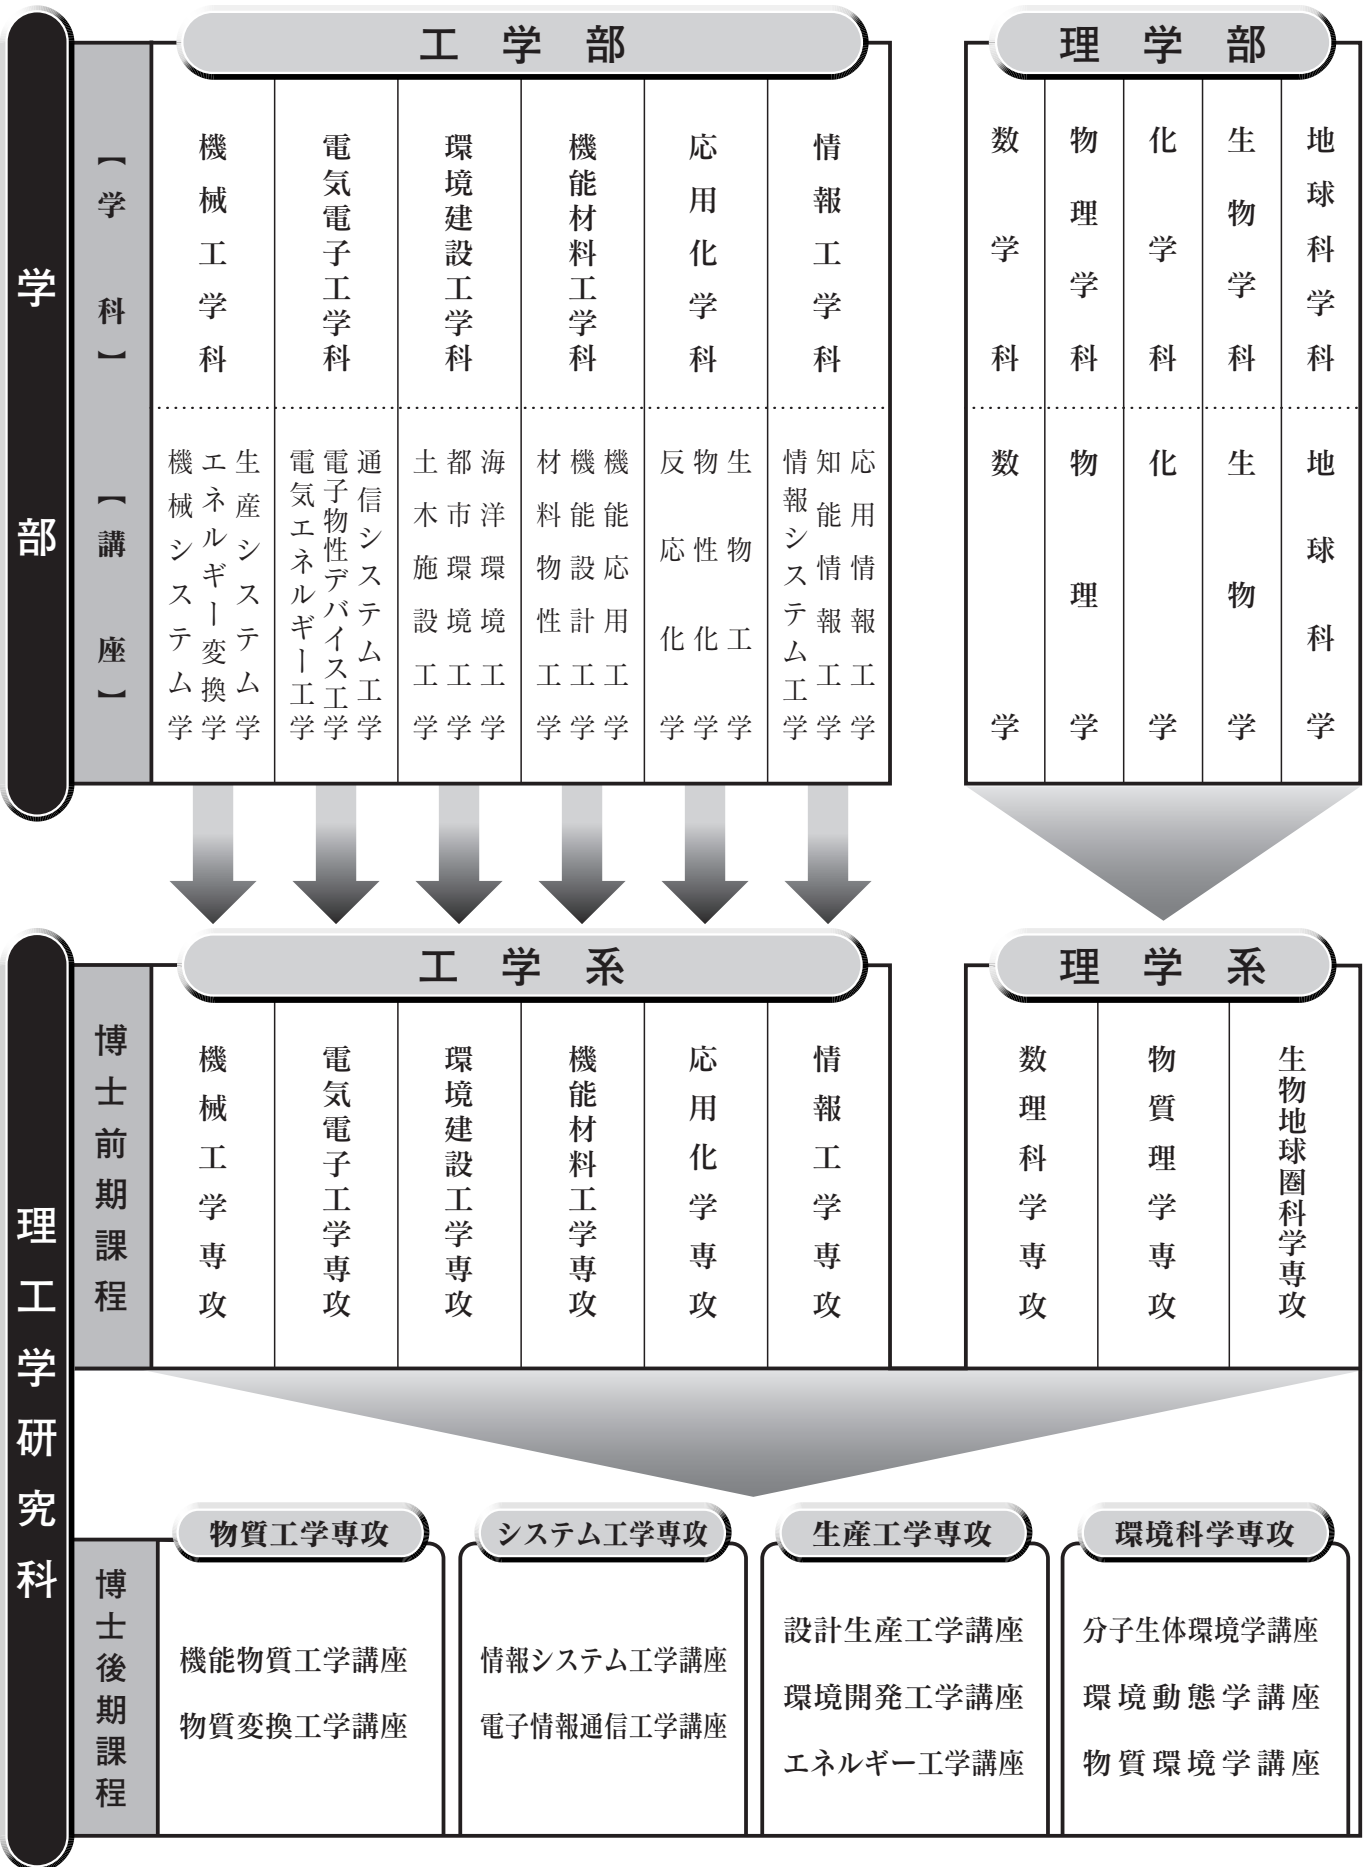 学部
工学部
【学科】
機械工学科
電気電子工学科
環境建設工学科
機能材料工学科
応用化学科
情報工学科
【講座】
機械システム学
エネルギー変換学
生産システム学
電気エネルギー工学
電子物性デバイス工学
通信システム工学
土木施設工学
都市環境工学
海洋環境工学
材料物性工学
機能設計工学
機能応用工学
反応化学
物性化学
生物工学
情報システム工学
知能情報工学
応用情報工学
理学部
数学科
物理学科
化学科
生物学科
地球科学科
数学
物理学
化学
生物学
地球科学
理工学研究科
博士前期課程
工学系
機械工学専攻
電気電子工学専攻
環境建設工学専攻
機能材料工学専攻
応用化学専攻
情報工学専攻
理学系
数理科学専攻
物質理学専攻
生物地球圏科学専攻
博士後期課程
物質工学専攻
機能物質工学講座
物質変換工学講座
システム工学専攻
情報システム工学講座
電子情報通信工学講座
生産工学専攻
設計生産工学講座
環境開発工学講座
エネルギー工学講座
環境科学専攻
分子生体環境学講座
環境動態学講座
物質環境学講座